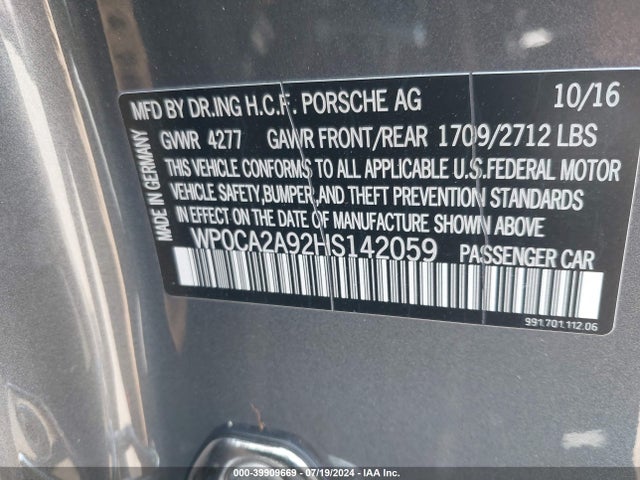 MFD BY DR.ING H.C.F. PORSCHE AG 10/16
GVWR 4277 GAWR FRONT/REAR 1709/2712 LBS
THIS VEHICLE CONFORMS TO ALL APPLICABLE U.S.FEDERAL MOTOR
VEHICLE SAFETY,BUMPER,AND THEFT PREVENTION STANDARDS
IN EFFECT ON THE DATE OF MANUFACTURE SHOWN ABOVE.
WP0CA2A92HS142059 PASSENGER CAR
991.701.112.06
MADE IN GERMANY
000-39909669 - 07/19/2024 - IAA Inc.